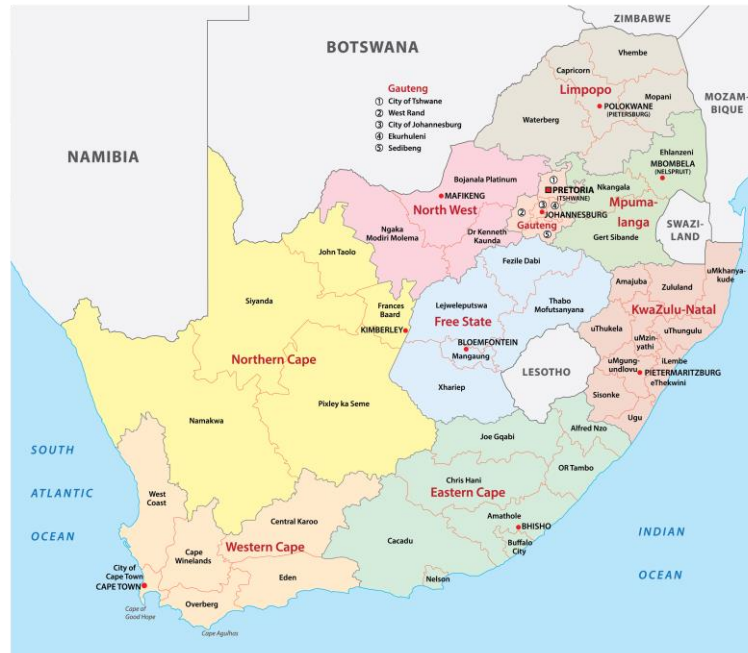 ZIMBABWE
BOTSWANA
MOZAM-
BIQUE
NAMIBIA
Gauteng
① City of Tshwane
② West Rand
③ City of Johannesburg
④ Ekurhuleni
⑤ Sedibeng
Vhembe
Capricorn
Limpopo
Mopani
POLOKWANE
(PIETERSBURG)
Waterberg
Ehlanzeni
MBOMBELA
(NELSPRUIT)
Bojanala Platinum
①
PRETORIA
(TSHWANE)
Nkangala
MAFIKENG
North West
Mpuma-
langa
②
③
④
JOHANNESBURG
Gauteng
⑤
SWAZI-
LAND
Ngaka
Modiri Molema
Dr Kenneth
Kaunda
Gert Sibande
John Taolo
Fezile Dabi
uMkhanya-
kude
Amajuba
Zululand
Siyanda
Frances
Baard
Lejweleputswa
Thabo
Mofutsanyana
KwaZulu-Natal
KIMBERLEY
Free State
uThukela
uThungulu
uMzin-
yathi
BLOEMFONTEIN
Mangaung
Northern Cape
LESOTHO
uMgung-
undlovu
iLembe
PIETERMARITZBURG
eThekwini
Xhariep
Sisonke
Pixley ka Seme
Ugu
Namakwa
Alfred Nzo
Joe Gqabi
SOUTH
ATLANTIC
OCEAN
OR Tambo
Chris Hani
Eastern Cape
West
Coast
Central Karoo
Amathole
BHISHO
INDIAN
OCEAN
Cacadu
Buffalo
City
Western Cape
Cape
Winelands
City of
Cape Town
CAPE TOWN
Eden
Nelson
Overberg
Cape of
Good Hope
Cape Agulhas